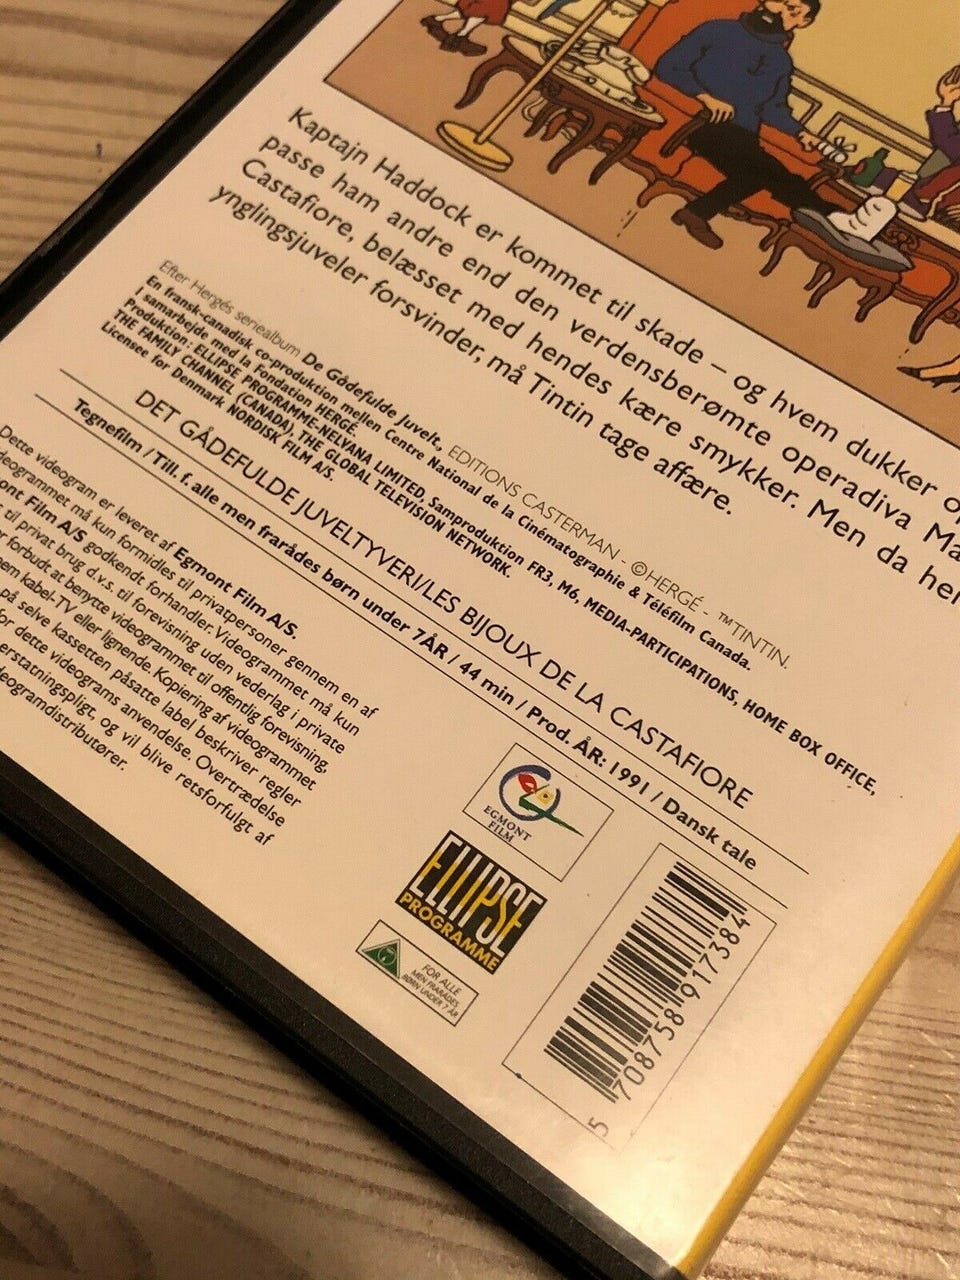 Kaptajn Haddock er kommet til skade – og hvem dukker
passe ham andre end den verdensberømte operadiva
Castafiore, belæsset med hendes kære smykker. Men da
ynglingsjuveler forsvinder, må Tintin tage affære.
Efter Hergés seriealbum De Gådefulde Juvelt., EDITIONS CASTERMAN - ©HERGÉ - ™TINTIN.
En fransk-canadisk co-produktion mellem Centre National de la Cinématographie & Téléfilm Canada.
I samarbejde med la Fondation HERGÉ.
Produktion: ELLIPSE PROGRAMME-NELVANA LIMITED, Samproduktion FR3, M6, MEDIA-PARTICIPATIONS, HOME BOX OFFICE,
THE FAMILY CHANNEL (CANADA), THE GLOBAL TELEVISION NETWORK.
Licensee for Denmark NORDISK FILM A/S.
DET GÅDEFULDE JUVELTYVERI/LES BIJOUX DE LA CASTAFIORE
Tegnefilm / Till. f. alle men frarådes børn under 7ÅR / 44 min / Prod. ÅR: 1991 / Dansk tale
Dette videogram er leveret af Egmont Film A/S.
må kun formidles til privatpersoner gennem en af
Film A/S godkendt forhandler. Videogrammet må kun
til privat brug d.v.s. til forevisning uden vederlag i private
forbudt at benytte videogrammet til offentlig forevisning,
kabel-TV eller lignende. Kopiering af videogrammet
på selve kassetten påsatte label beskriver regler
for dette videograms anvendelse. Overtrædelse
erstatningspligt, og vil blive retsforfulgt af
EGMONT
FILM
ELLIPSE
PROGRAMME
FOR ALLE
MEN FRARÅDES
BØRN UNDER 7 ÅR
5 708758 917384